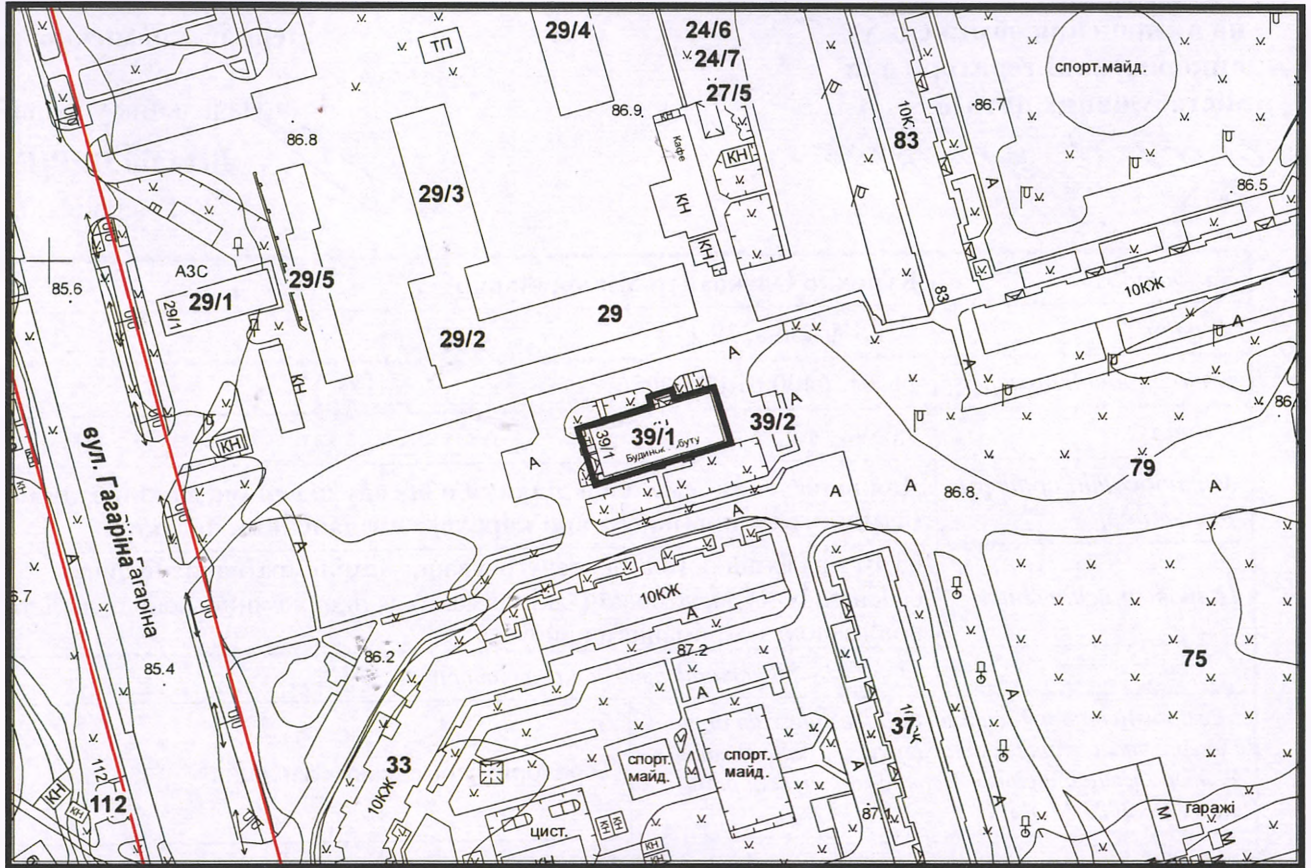 29/4
24/6
24/7
27/5
ТП
86.9
86.8
Кафе
КН
КН
КН
10К
83
86.7
спорт.майд.
86.5
29/3
АЗС
29/1
29/1
29/5
85.6
КН
КН
29/2
29
83
10КЖ
А
А
А
39/1
39/1
39/2
А
А
79
А
86.8
А
А
А
вул. Гагаріна
гагаріна
А
А
10КЖ
А
87.2
А
86.2
85.4
6.7
75
А
37
А
А
33
10КЖ
спорт.
майд.
спорт.
майд.
87.1
112
112
КН
КН
цист.
КН
КН
КН
КН
гаражі
М
М